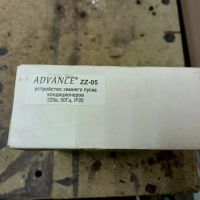 ADVANCE® ZZ-05
устройство зимнего пуска
кондиционеров
220в, 50Гц, IP20